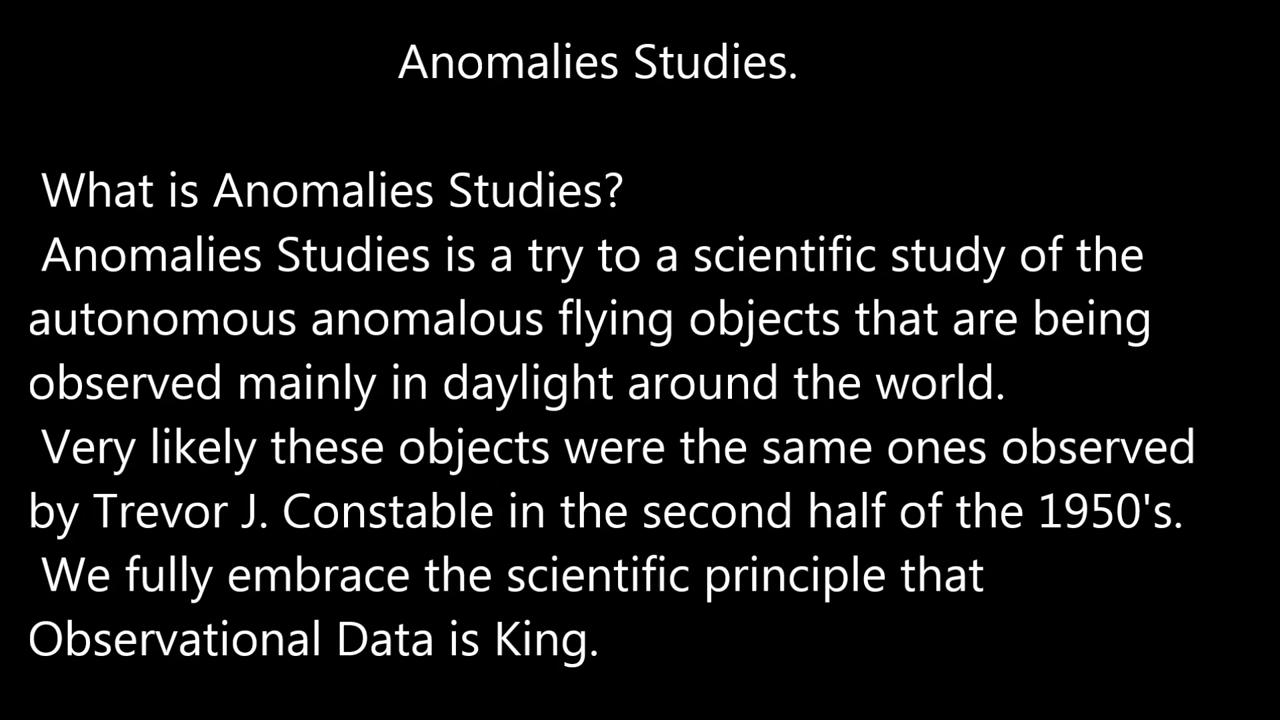 Anomalies Studies.
What is Anomalies Studies?
Anomalies Studies is a try to a scientific study of the
autonomous anomalous flying objects that are being
observed mainly in daylight around the world.
Very likely these objects were the same ones observed
by Trevor J. Constable in the second half of the 1950's.
We fully embrace the scientific principle that
Observational Data is King.